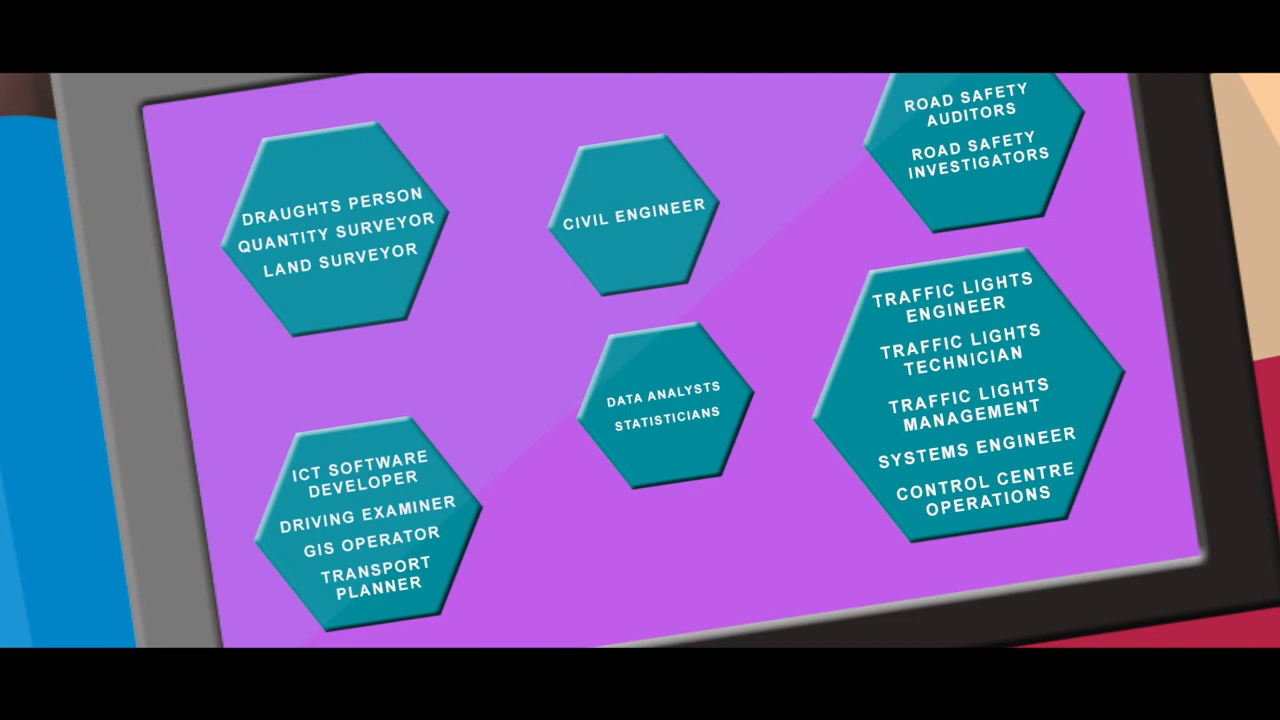 DRAUGHTS PERSON
QUANTITY SURVEYOR
LAND SURVEYOR
CIVIL ENGINEER
ROAD SAFETY
AUDITORS
ROAD SAFETY
INVESTIGATORS
DATA ANALYSTS
STATISTICIANS
TRAFFIC LIGHTS
ENGINEER
TRAFFIC LIGHTS
TECHNICIAN
TRAFFIC LIGHTS
MANAGEMENT
SYSTEMS ENGINEER
CONTROL CENTRE
OPERATIONS
ICT SOFTWARE
DEVELOPER
DRIVING EXAMINER
GIS OPERATOR
TRANSPORT
PLANNER